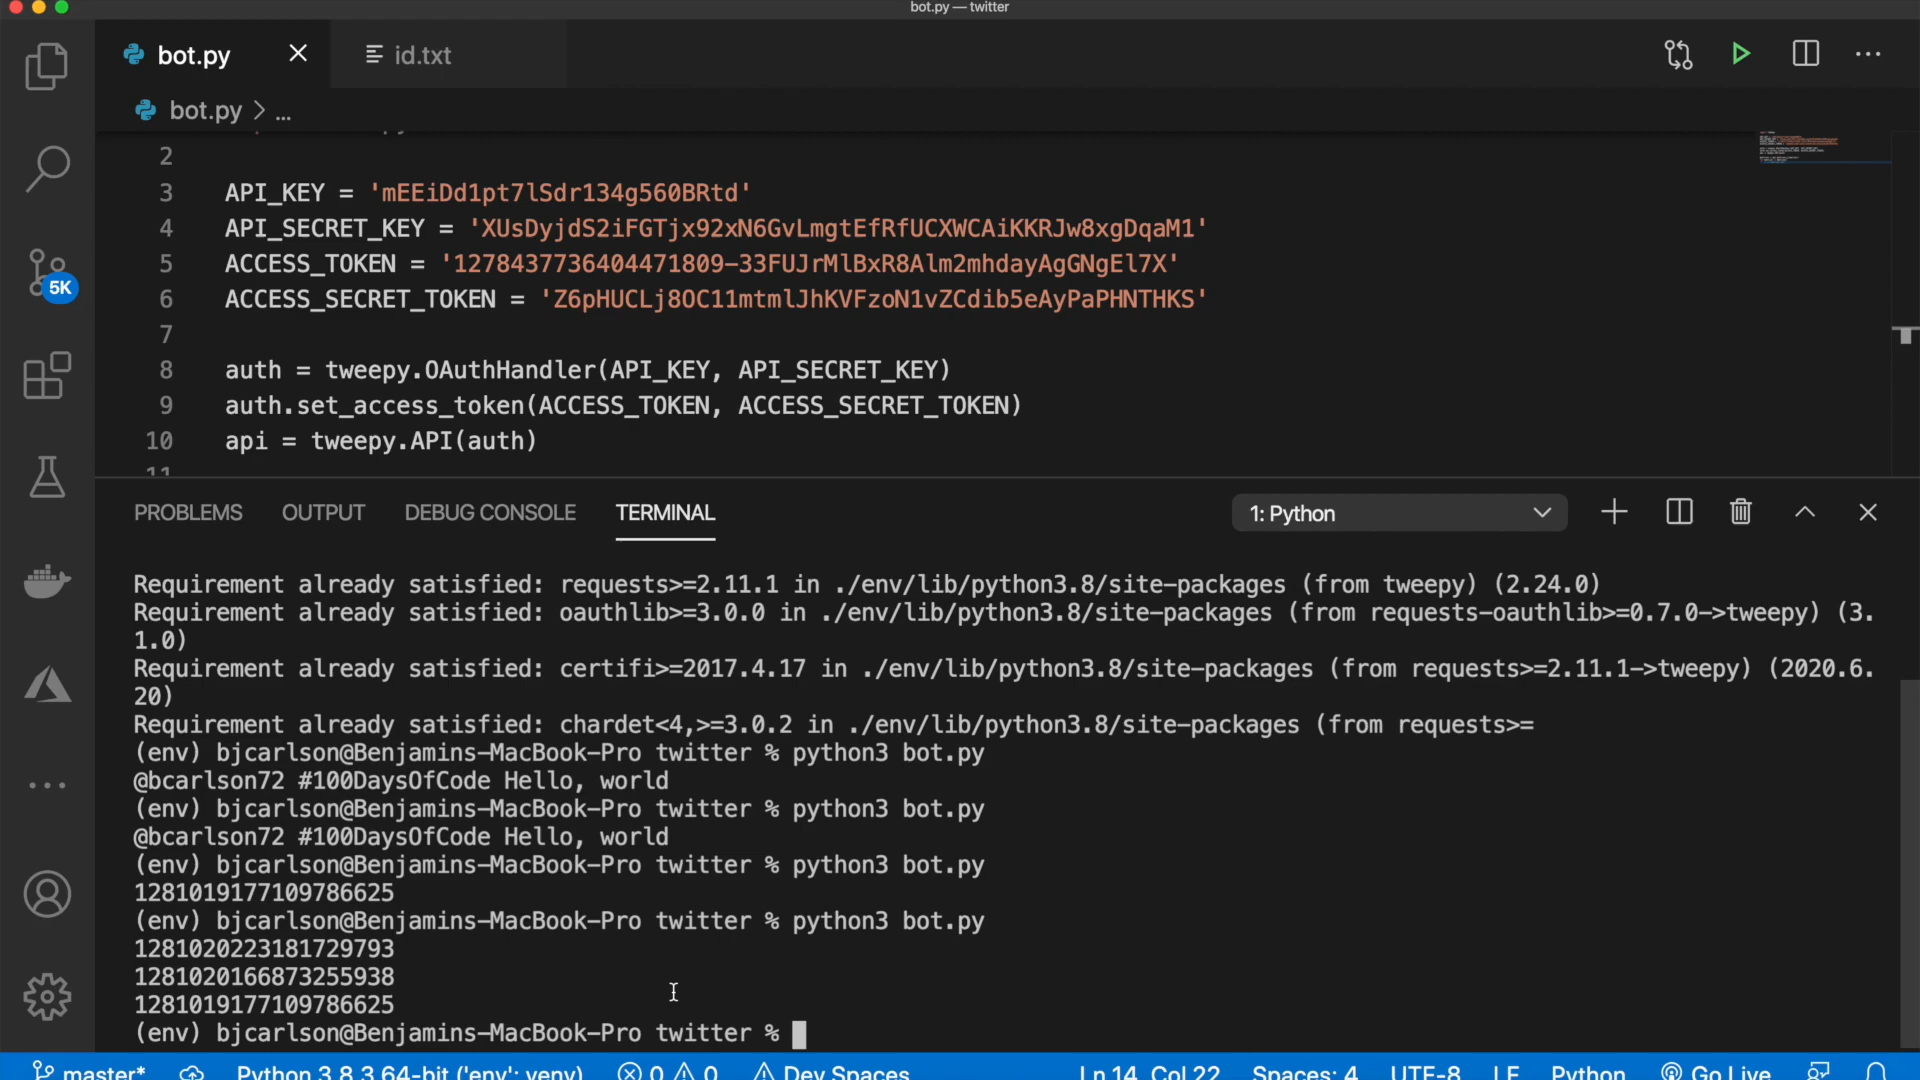 bot.py — twitter
bot.py
id.txt
bot.py > ...
2
3 API_KEY = 'mEEiDd1pt7lSdr134g560BRtd'
4 API_SECRET_KEY = 'XUsDyjdS2iFGTjx92xN6GvLmgtEfRfUCXWCAiKKRJw8xgDqaM1'
5 ACCESS_TOKEN = '1278437736404471809-33FUJrMlBxR8Alm2mhdayAgGNgEl7X'
6 ACCESS_SECRET_TOKEN = 'Z6pHUCLj8OC11mtmlJhKVFzoN1vZCdib5eAyPaPHNTHKS'
7
8 auth = tweepy.OAuthHandler(API_KEY, API_SECRET_KEY)
9 auth.set_access_token(ACCESS_TOKEN, ACCESS_SECRET_TOKEN)
10 api = tweepy.API(auth)
11
5K
PROBLEMS OUTPUT DEBUG CONSOLE TERMINAL 1: Python
Requirement already satisfied: requests>=2.11.1 in ./env/lib/python3.8/site-packages (from tweepy) (2.24.0)
Requirement already satisfied: oauthlib>=3.0.0 in ./env/lib/python3.8/site-packages (from requests-oauthlib>=0.7.0->tweepy) (3.
1.0)
Requirement already satisfied: certifi>=2017.4.17 in ./env/lib/python3.8/site-packages (from requests>=2.11.1->tweepy) (2020.6.
20)
Requirement already satisfied: chardet<4,>=3.0.2 in ./env/lib/python3.8/site-packages (from requests>=
(env) bjcarlson@Benjamins-MacBook-Pro twitter % python3 bot.py
@bcarlson72 #100DaysOfCode Hello, world
(env) bjcarlson@Benjamins-MacBook-Pro twitter % python3 bot.py
@bcarlson72 #100DaysOfCode Hello, world
(env) bjcarlson@Benjamins-MacBook-Pro twitter % python3 bot.py
1281019177109786625
(env) bjcarlson@Benjamins-MacBook-Pro twitter % python3 bot.py
1281020223181729793
1281020166873255938
1281019177109786625
(env) bjcarlson@Benjamins-MacBook-Pro twitter %
master* Python 3.8.3 64-bit ('env': venv) 0 0 Dev Spaces Ln 14, Col 22 Spaces: 4 UTF-8 LF Python Go Live